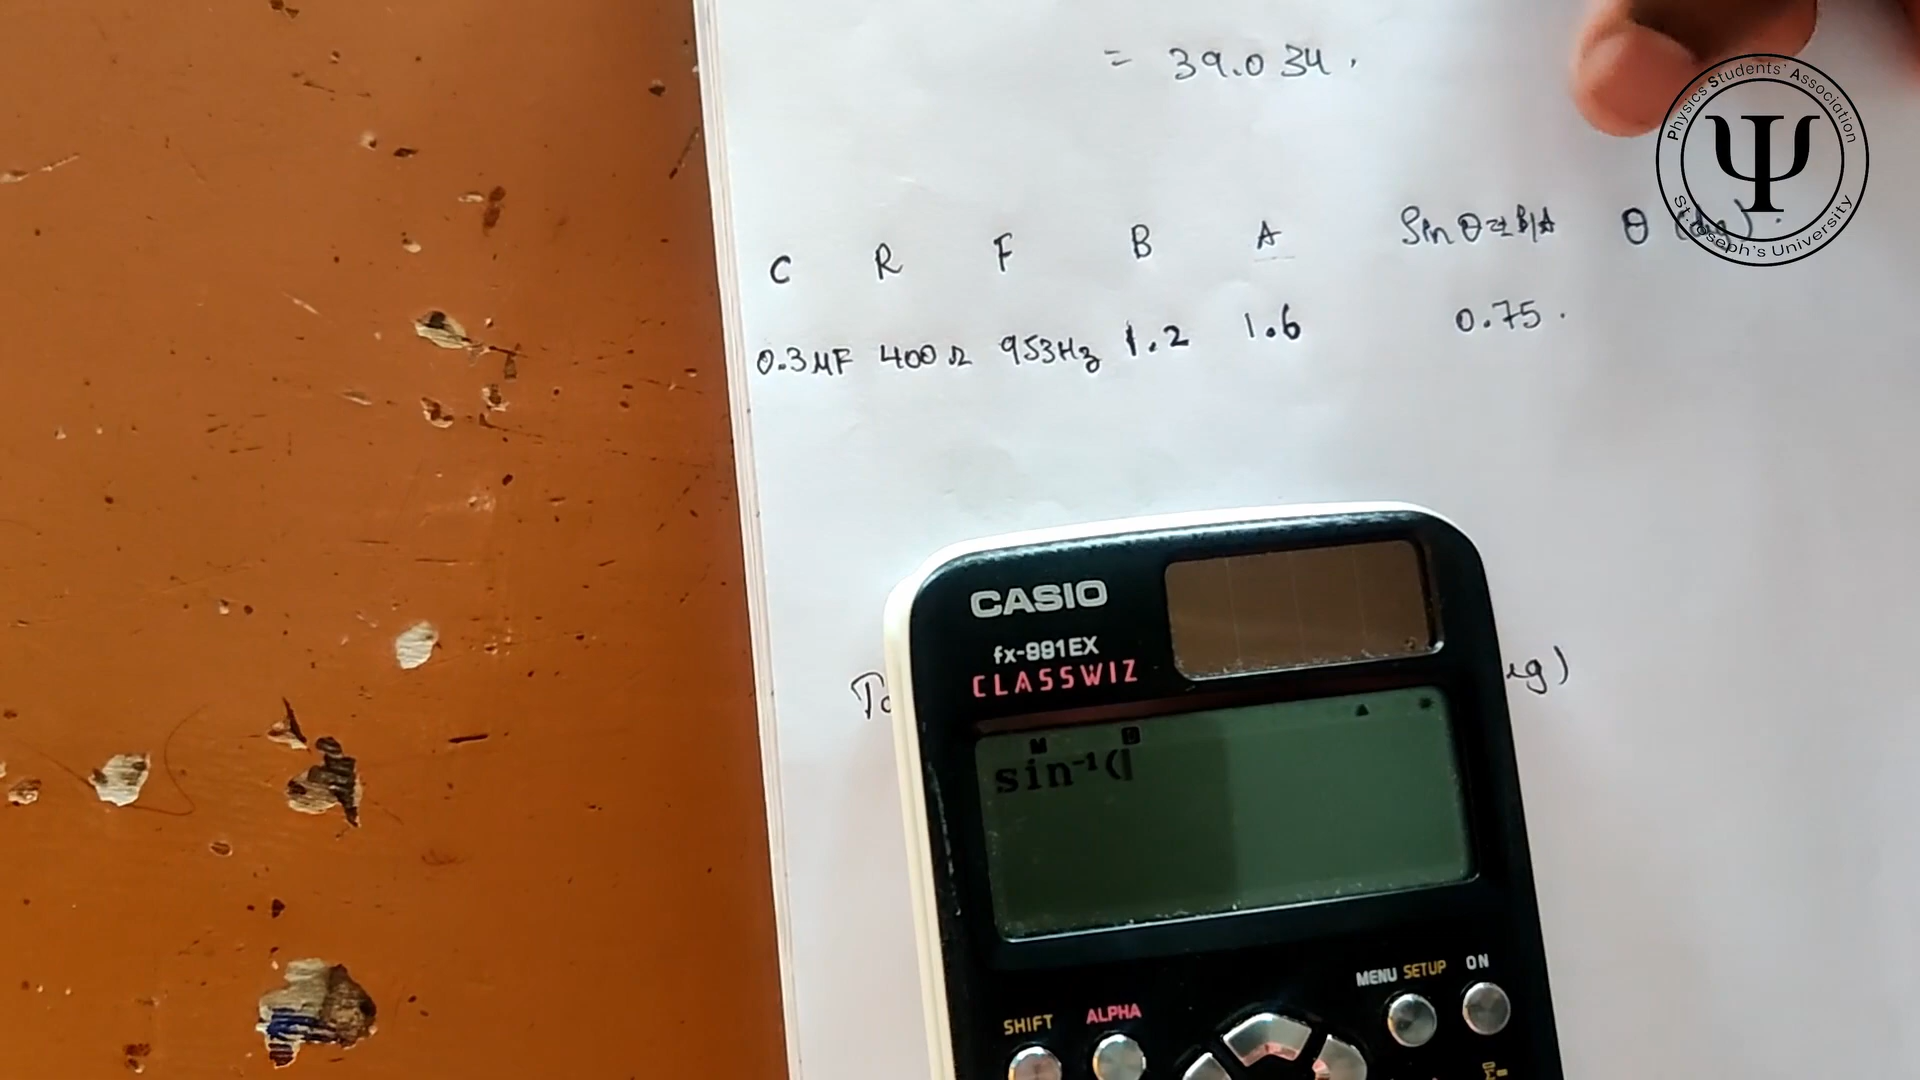 = 39.034.
Physics Students' Association
Ψ
St. Joseph's University
C R F B A Sin θ = B/A θ (deg).
0.3μF 400Ω 953Hz 1.2 1.6 0.75.
CASIO
fx-991EX
CLASSWIZ
M D
sin⁻¹(
MENU SETUP ON
SHIFT ALPHA